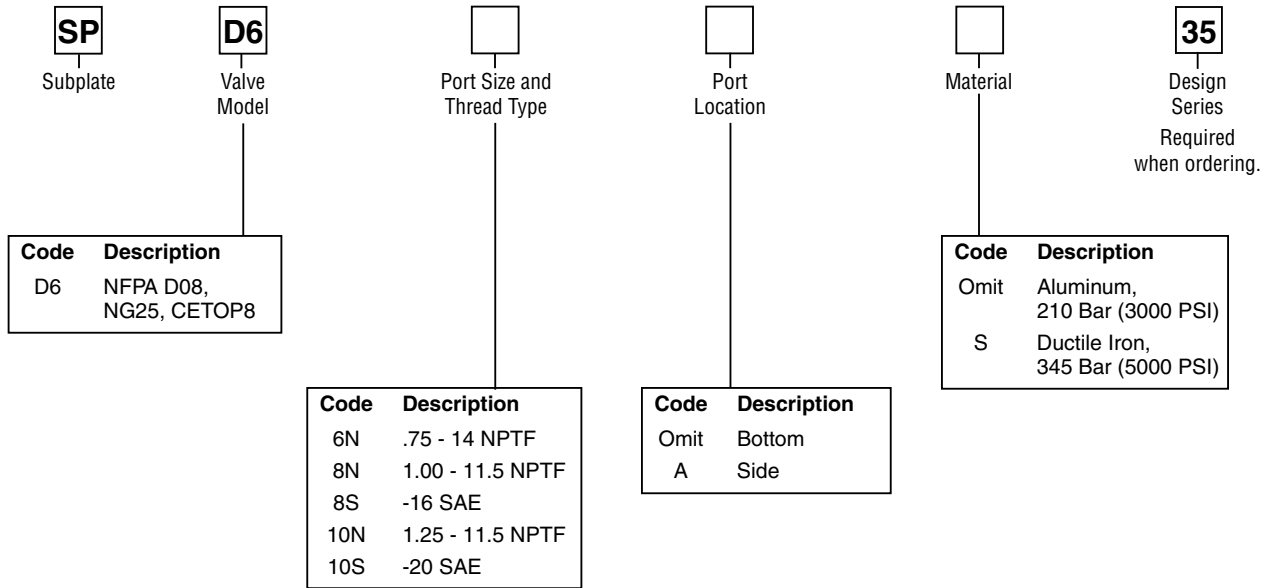 SP
D6
35
Subplate
Valve
Model
Port Size and
Thread Type
Port
Location
Material
Design
Series
Required
when ordering.
Code Description
D6 NFPA D08,
NG25, CETOP8
Code Description
6N .75 - 14 NPTF
8N 1.00 - 11.5 NPTF
8S -16 SAE
10N 1.25 - 11.5 NPTF
10S -20 SAE
Code Description
Omit Bottom
A Side
Code Description
Omit Aluminum,
210 Bar (3000 PSI)
S Ductile Iron,
345 Bar (5000 PSI)